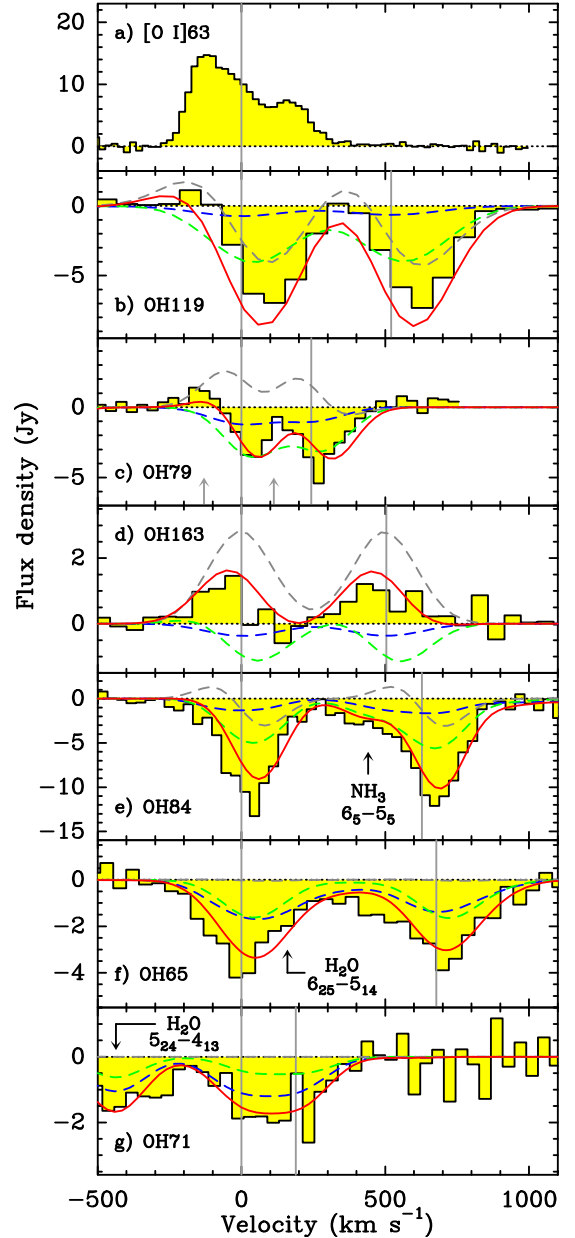 a) [O I]63
20
10
0
0
−5
b) OH119
0
−5
c) OH79
d) OH163
2
0
0
−5
−10
−15
NH₃
6₅−5₅
e) OH84
0
−2
−4
H₂O
6₂₅−5₁₄
f) OH65
H₂O
5₂₄−4₁₃
0
−2
g) OH71
−500 0 500 1000
Velocity (km s⁻¹)
Flux density (Jy)